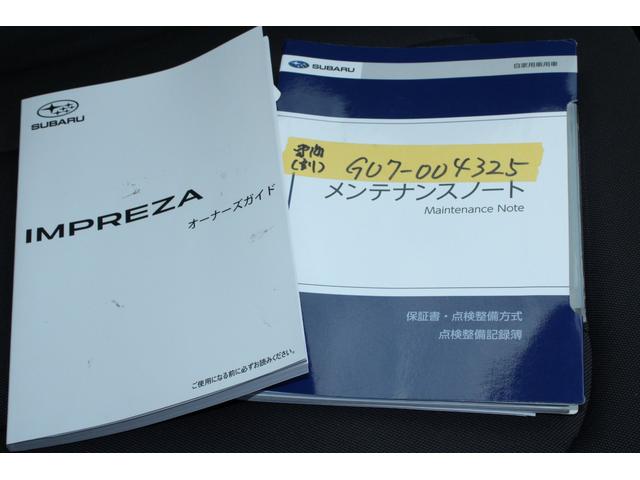 SUBARU
IMPREZA
オーナーズガイド
ご使用になる前に必ずお読みください。
SUBARU
自家用乗用車
G07-004325
メンテナンスノート
Maintenance Note
保証書・点検整備方式
点検整備記録簿